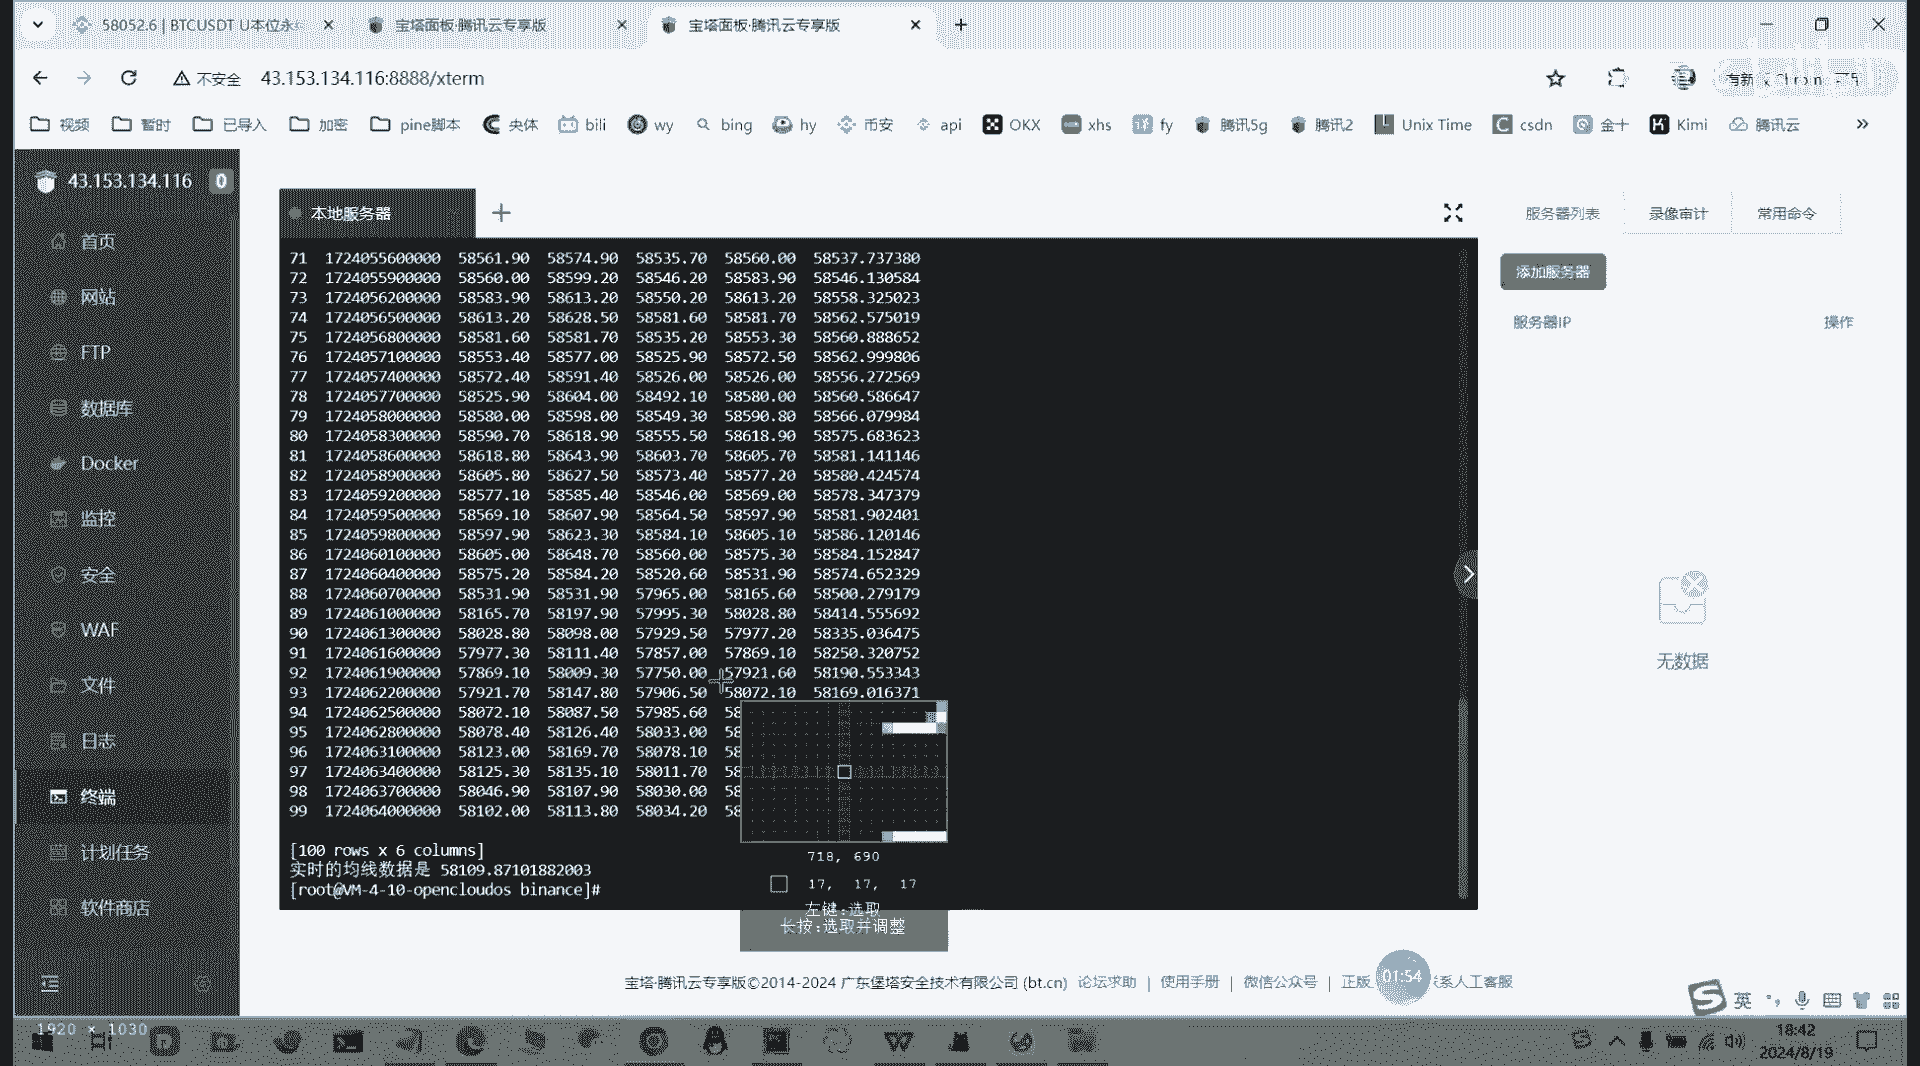 58052.6 | BTCUSDT U本位永
宝塔面板·腾讯云专享版
宝塔面板·腾讯云专享版
不安全 43.153.134.116:8888/xterm
视频 暂时 已导入 加密 pine脚本 央体 bili wy bing hy 币安 api OKX xhs fy 腾讯5g 腾讯2 Unix Time csdn 金十 Kimi 腾讯云 »
43.153.134.116 0
首页
网站
FTP
数据库
Docker
监控
安全
WAF
文件
日志
终端
计划任务
软件商店
本地服务器
71 1724055600000 58561.90 58574.90 58535.70 58560.00 58537.737380
72 1724055900000 58560.00 58599.20 58546.20 58583.90 58546.130584
73 1724056200000 58583.90 58613.20 58550.20 58613.20 58558.325023
74 1724056500000 58613.20 58628.50 58581.60 58581.70 58562.575019
75 1724056800000 58581.60 58581.70 58535.20 58553.30 58560.888652
76 1724057100000 58553.40 58577.00 58525.90 58572.50 58562.999806
77 1724057400000 58572.40 58591.40 58526.00 58526.00 58556.272569
78 1724057700000 58525.90 58604.00 58492.10 58580.00 58560.586647
79 1724058000000 58580.00 58598.00 58549.30 58590.80 58566.079984
80 1724058300000 58590.70 58618.90 58555.50 58618.90 58575.683623
81 1724058600000 58618.80 58643.90 58603.70 58605.70 58581.141146
82 1724058900000 58605.80 58627.50 58573.40 58577.20 58580.424574
83 1724059200000 58577.10 58585.40 58546.00 58569.00 58578.347379
84 1724059500000 58569.10 58607.90 58564.50 58597.90 58581.902401
85 1724059800000 58597.90 58623.30 58584.10 58605.10 58586.120146
86 1724060100000 58605.00 58648.70 58560.00 58575.30 58584.152847
87 1724060400000 58575.20 58584.20 58520.60 58531.90 58574.652329
88 1724060700000 58531.90 58531.90 57965.00 58165.60 58500.279179
89 1724061000000 58165.70 58197.90 57995.30 58028.80 58414.555692
90 1724061300000 58028.80 58098.00 57929.50 57977.20 58335.036475
91 1724061600000 57977.30 58111.40 57857.00 57869.10 58250.320752
92 1724061900000 57869.10 58009.30 57750.00 57921.60 58190.553343
93 1724062200000 57921.70 58147.80 57906.50 58072.10 58169.016371
94 1724062500000 58072.10 58087.50 57985.60 58
95 1724062800000 58078.40 58126.40 58033.00 58
96 1724063100000 58123.00 58169.70 58078.10 58
97 1724063400000 58125.30 58135.10 58011.70 58
98 1724063700000 58046.90 58107.90 58030.00 58
99 1724064000000 58102.00 58113.80 58034.20 58
[100 rows x 6 columns]
实时的均线数据是 58109.87101882003
[root@VM-4-10-opencloudos binance]#
718, 690
17, 17, 17
左键:选取
长按:选取并调整
服务器列表 录像审计 常用命令
添加服务器
服务器IP 操作
无数据
宝塔·腾讯云专享版©2014-2024 广东堡塔安全技术有限公司 (bt.cn) 论坛求助 | 使用手册 | 微信公众号 | 正版 系人工客服
01:54
英
1920 × 1030
18:42
2024/8/19